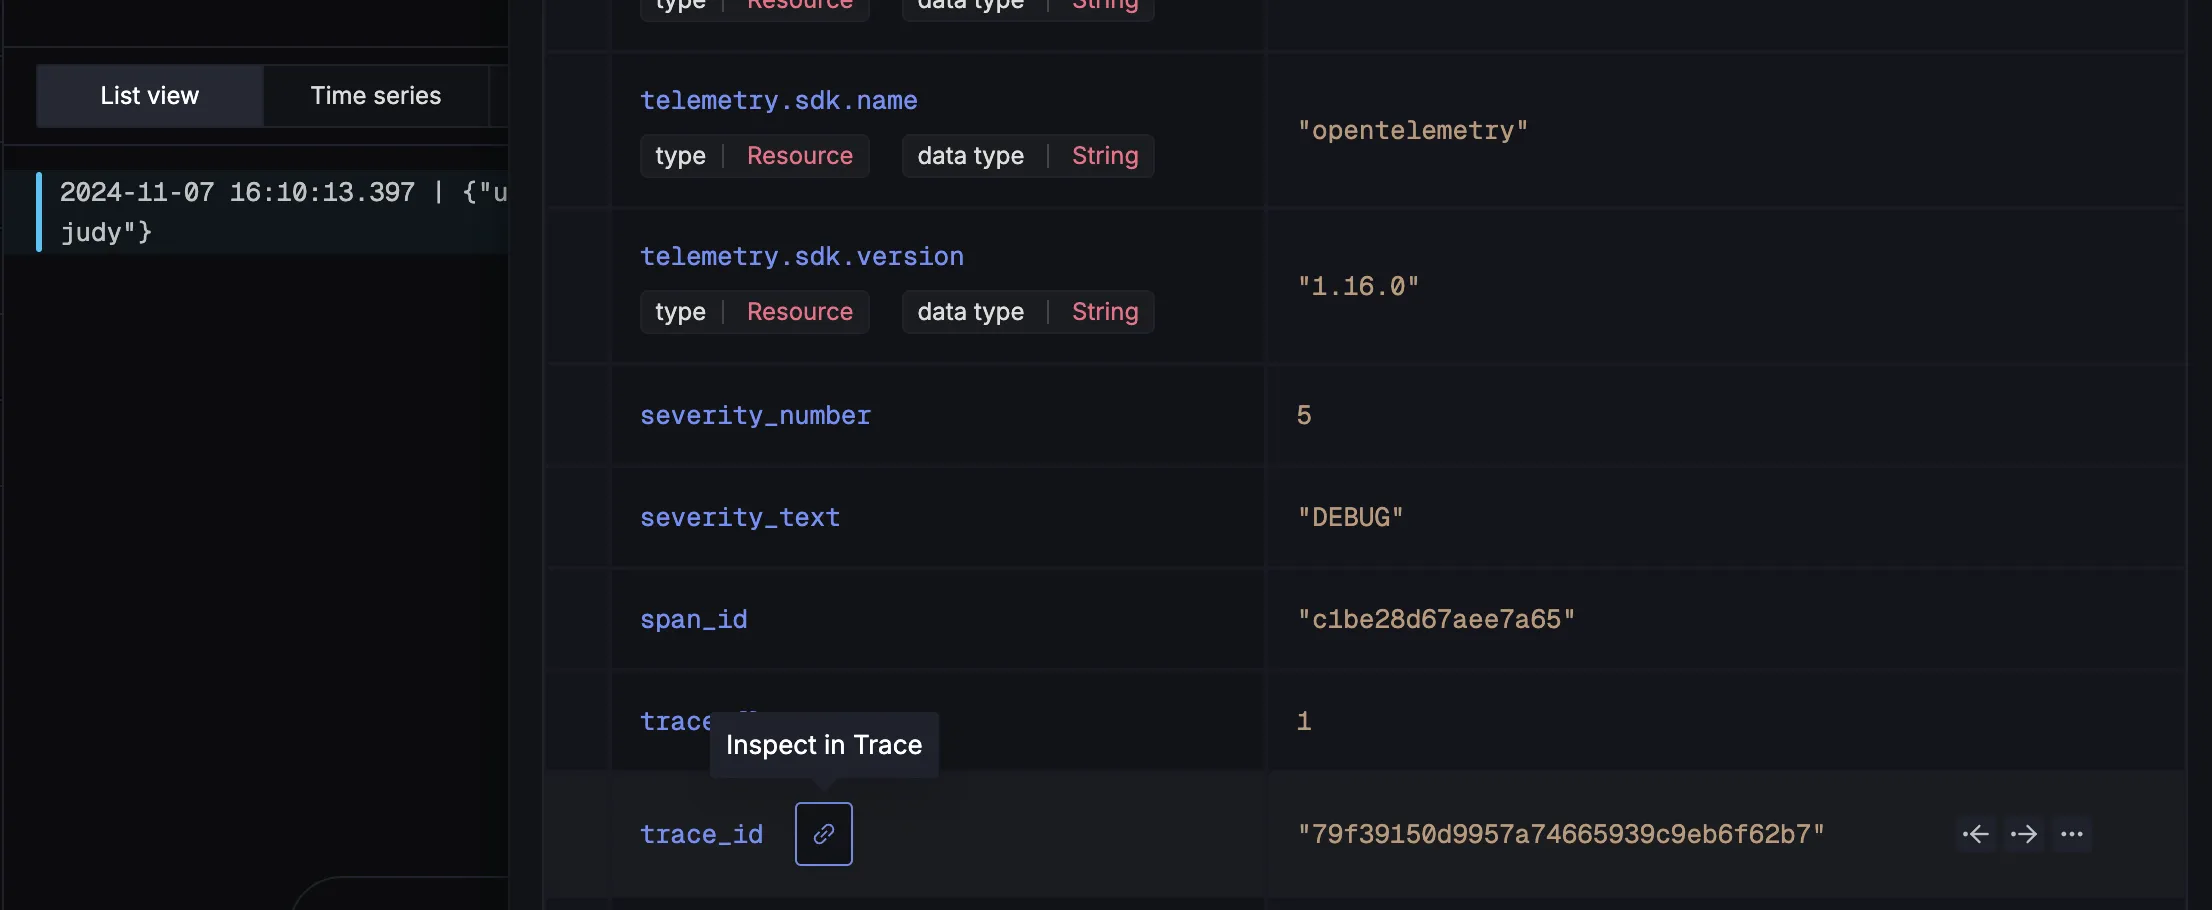 type | Resource data type | String
List view Time series
telemetry.sdk.name
type | Resource data type | String
"opentelemetry"
2024-11-07 16:10:13.397 | {"u
judy"}
telemetry.sdk.version
type | Resource data type | String
"1.16.0"
severity_number 5
severity_text "DEBUG"
span_id "c1be28d67aee7a65"
trace 1
Inspect in Trace
trace_id "79f39150d9957a74665939c9eb6f62b7"